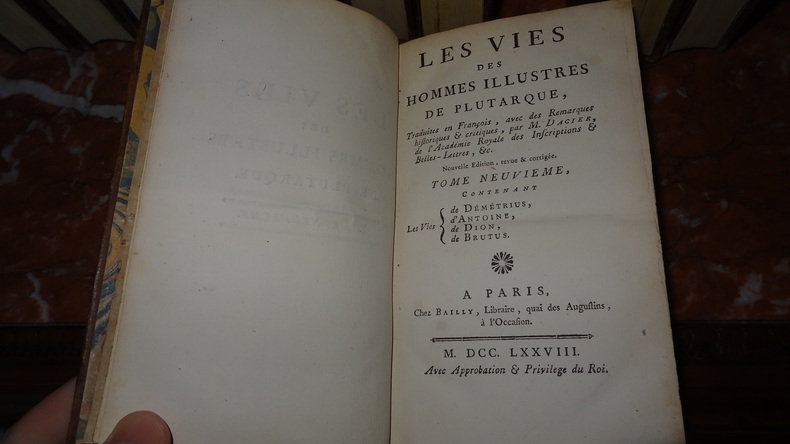 LES VIES
DES
HOMMES ILLUSTRES
DE PLUTARQUE,
Traduites en François, avec des Remarques
historiques & critiques, par M. DACIER,
de l'Académie Royale des Inscriptions &
Belles-Lettres, &c.
Nouvelle Edition, revue & corrigée.
TOME NEUVIEME,
CONTENANT
Les Vies
de DÉMÉTRIUS,
d'ANTOINE,
de DION,
de BRUTUS.
A PARIS,
Chez BAILLY, Libraire, quai des Augustins,
à l'Occasion.
M. DCC. LXXVIII.
Avec Approbation & Privilege du Roi.